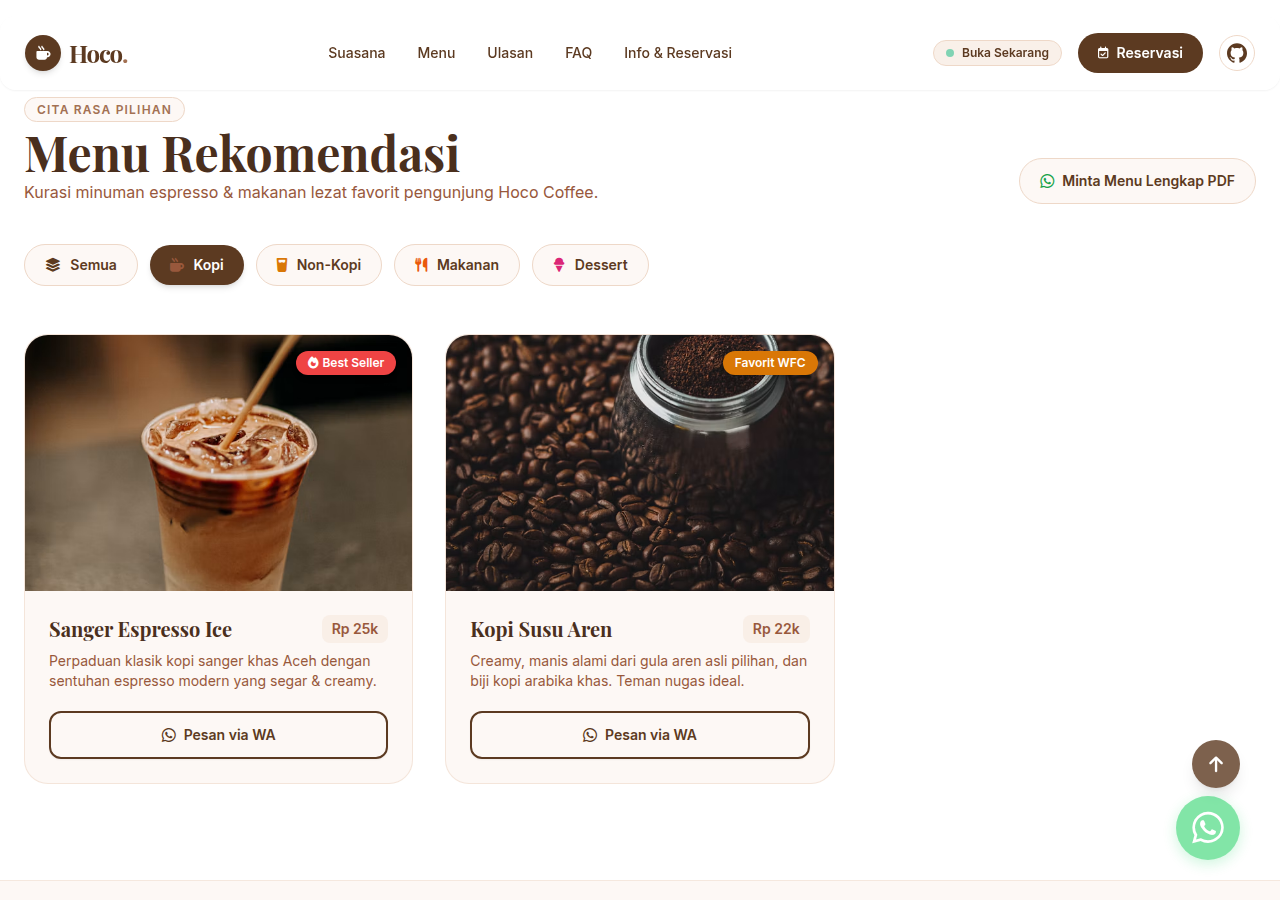 Hoco.
Suasana
Menu
Ulasan
FAQ
Info & Reservasi
Buka Sekarang
Reservasi
CITA RASA PILIHAN
Menu Rekomendasi
Kurasi minuman espresso & makanan lezat favorit pengunjung Hoco Coffee.
Minta Menu Lengkap PDF
Semua
Kopi
Non-Kopi
Makanan
Dessert
Best Seller
Favorit WFC
Sanger Espresso Ice
Rp 25k
Perpaduan klasik kopi sanger khas Aceh dengan
sentuhan espresso modern yang segar & creamy.
Pesan via WA
Kopi Susu Aren
Rp 22k
Creamy, manis alami dari gula aren asli pilihan, dan
biji kopi arabika khas. Teman nugas ideal.
Pesan via WA